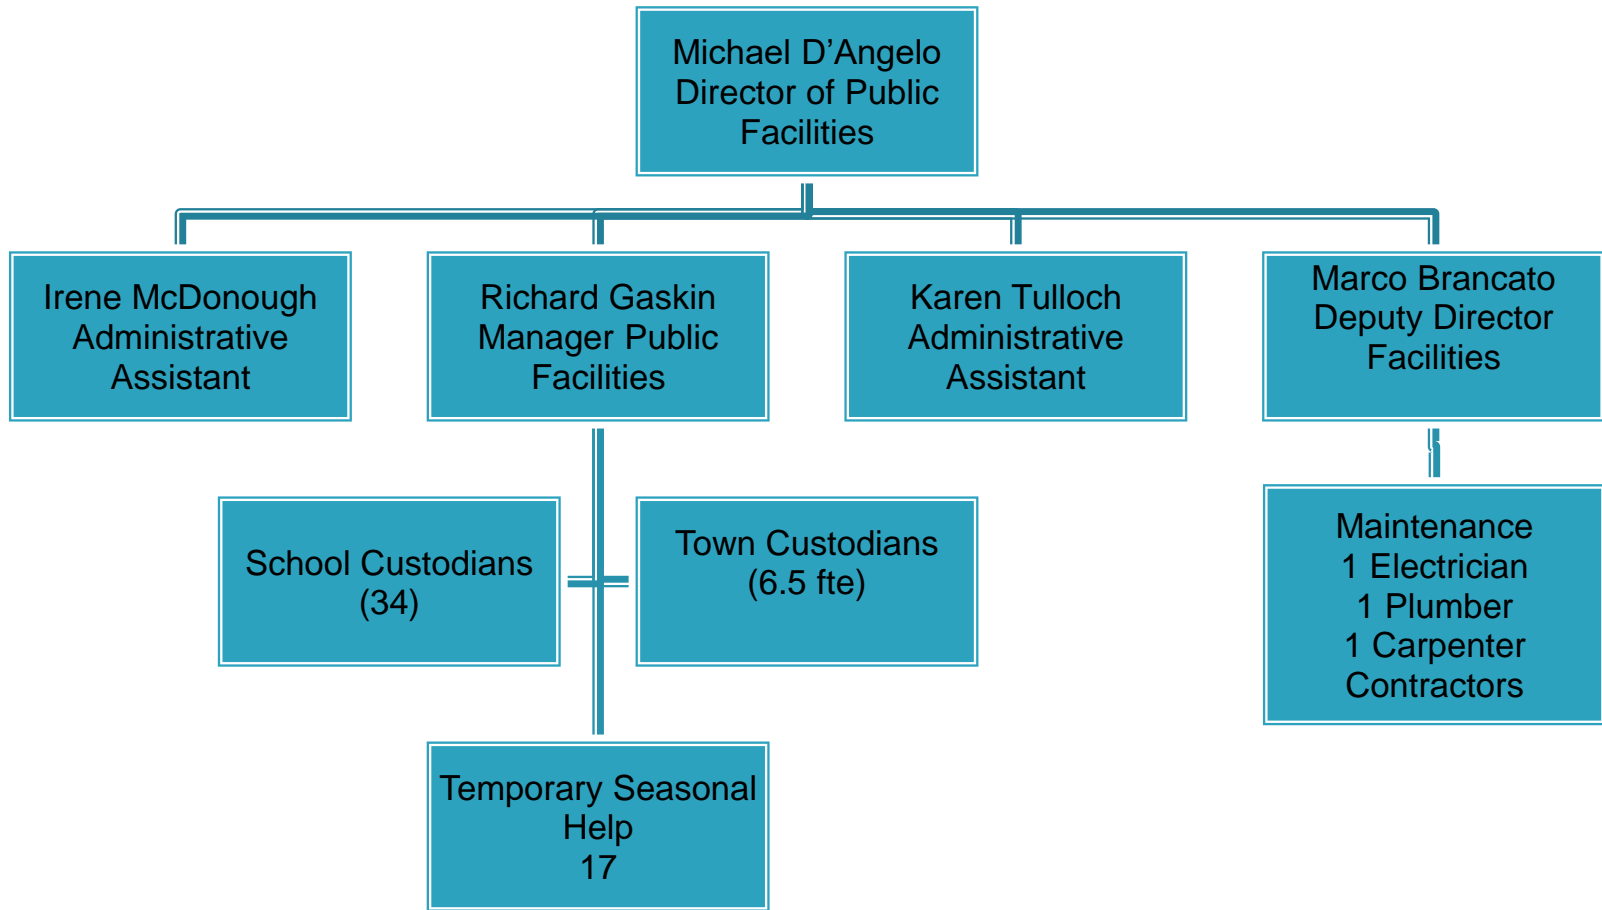 Michael D’Angelo
Director of Public
Facilities
Irene McDonough
Administrative
Assistant
Richard Gaskin
Manager Public
Facilities
Karen Tulloch
Administrative
Assistant
Marco Brancato
Deputy Director
Facilities
School Custodians
(34)
Town Custodians
(6.5 fte)
Maintenance
1 Electrician
1 Plumber
1 Carpenter
Contractors
Temporary Seasonal
Help
17